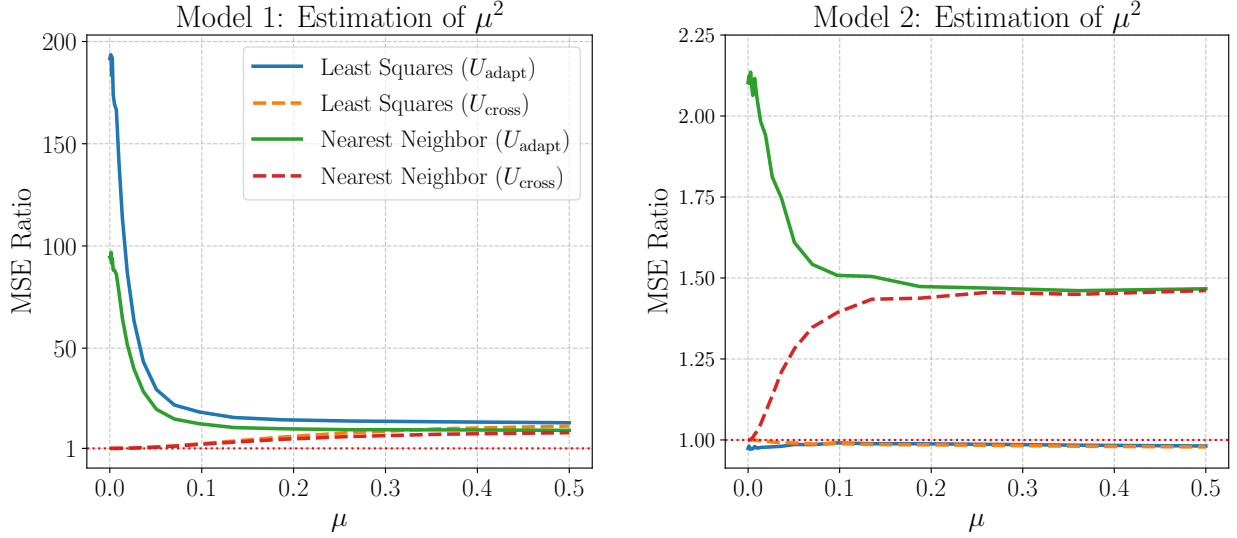 Model 1: Estimation of μ²
MSE Ratio
200
150
100
50
1
Least Squares (U_adapt)
Least Squares (U_cross)
Nearest Neighbor (U_adapt)
Nearest Neighbor (U_cross)
0.0 0.1 0.2 0.3 0.4 0.5
μ
Model 2: Estimation of μ²
MSE Ratio
2.25
2.00
1.75
1.50
1.25
1.00
0.0 0.1 0.2 0.3 0.4 0.5
μ